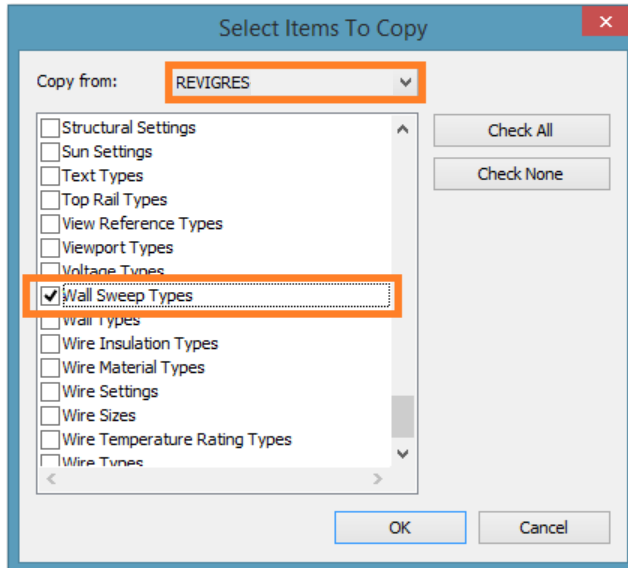 Select Items To Copy
Copy from: REVIGRES
Structural Settings
Sun Settings
Text Types
Top Rail Types
View Reference Types
Viewport Types
Voltage Types
Wall Sweep Types
Wall Types
Wire Insulation Types
Wire Material Types
Wire Settings
Wire Sizes
Wire Temperature Rating Types
Wire Types
Check All
Check None
OK
Cancel